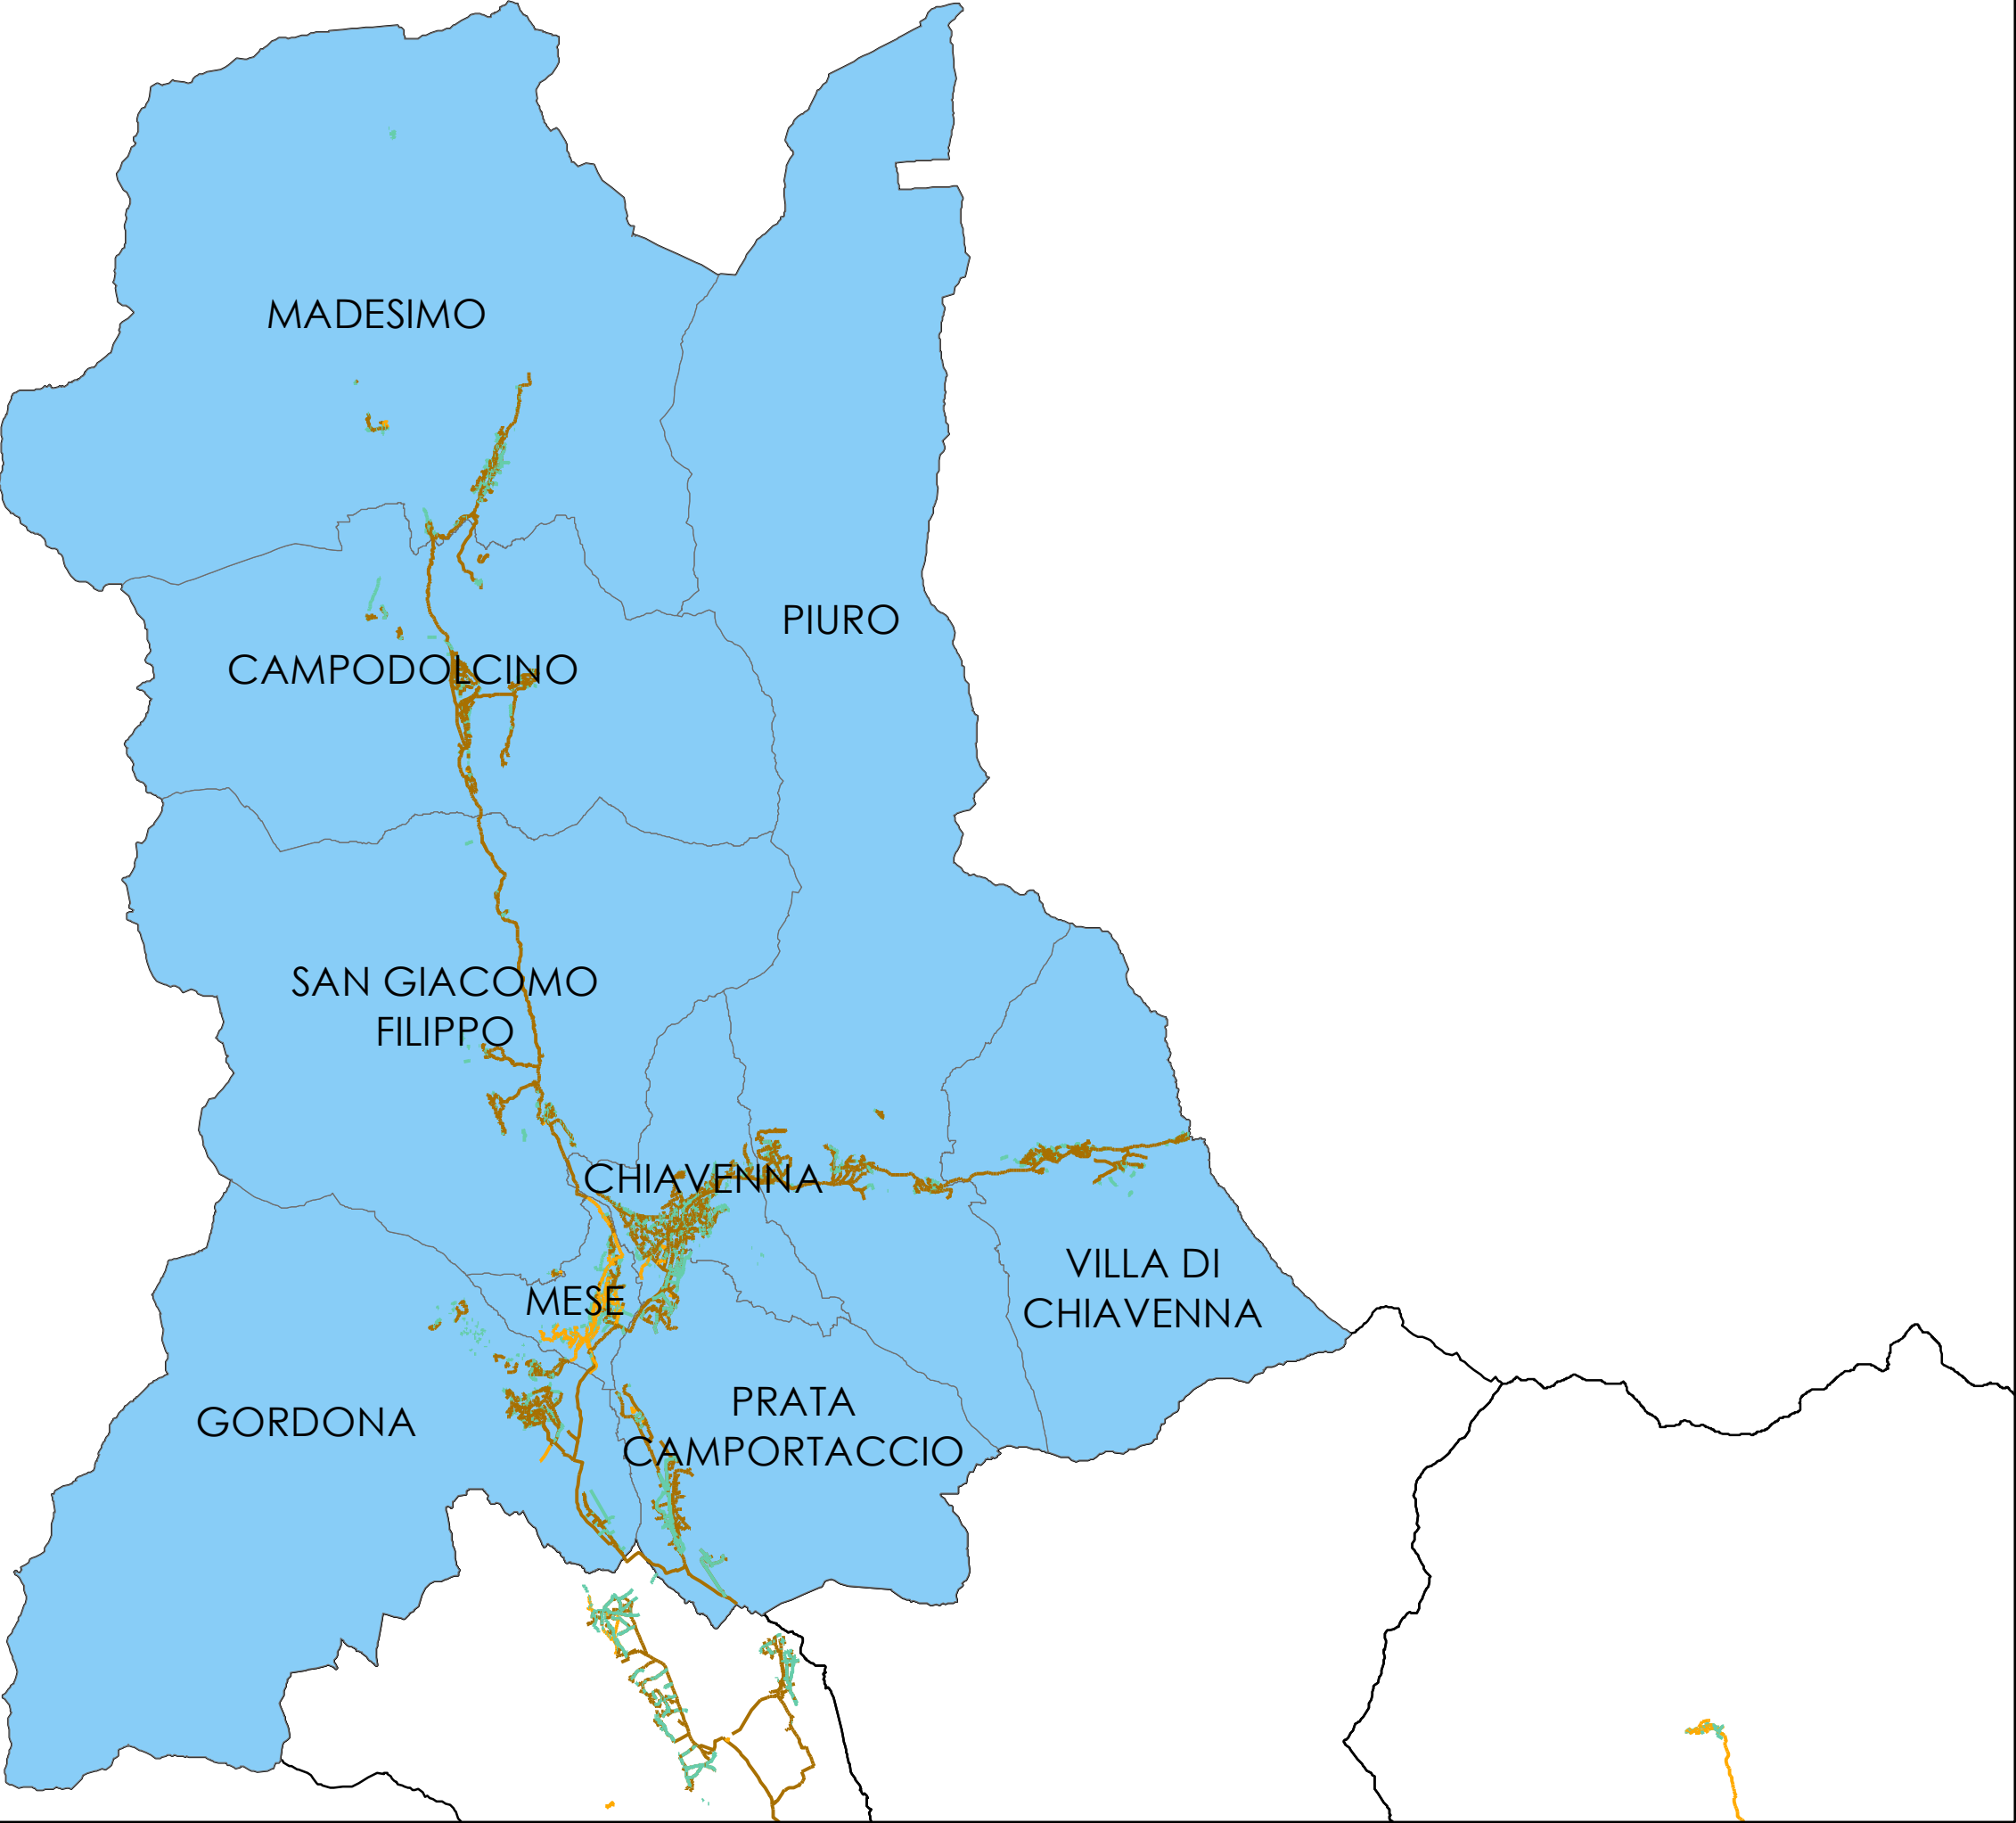 MADESIMO
PIURO
CAMPODOLCINO
SAN GIACOMO
FILIPPO
CHIAVENNA
VILLA DI
CHIAVENNA
MESE
GORDONA
PRATA
CAMPORTACCIO